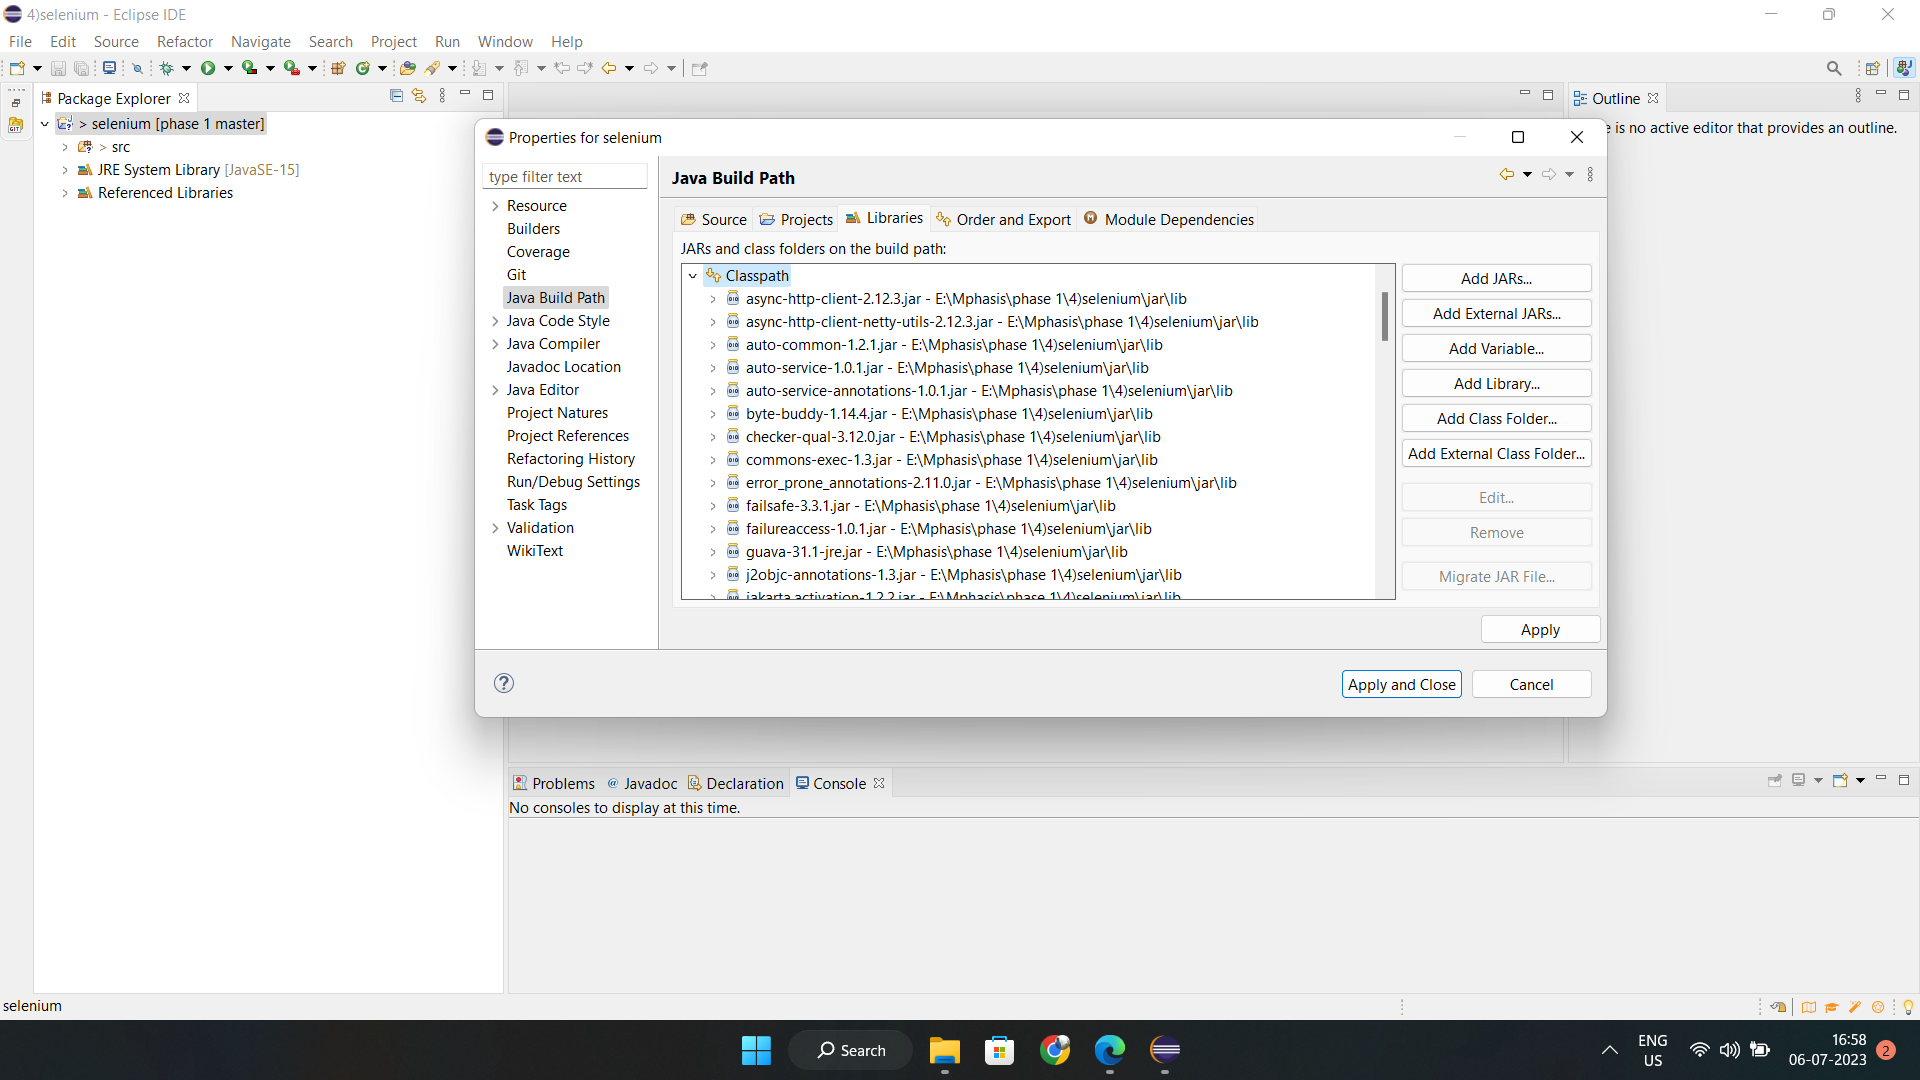 4)selenium - Eclipse IDE
File Edit Source Refactor Navigate Search Project Run Window Help
Package Explorer
> selenium [phase 1 master]
> src
JRE System Library [JavaSE-15]
Referenced Libraries
Outline
e is no active editor that provides an outline.
Properties for selenium
type filter text
Resource
Builders
Coverage
Git
Java Build Path
Java Code Style
Java Compiler
Javadoc Location
Java Editor
Project Natures
Project References
Refactoring History
Run/Debug Settings
Task Tags
Validation
WikiText
Java Build Path
Source Projects Libraries Order and Export Module Dependencies
JARs and class folders on the build path:
Classpath
async-http-client-2.12.3.jar - E:\Mphasis\phase 1\4)selenium\jar\lib
async-http-client-netty-utils-2.12.3.jar - E:\Mphasis\phase 1\4)selenium\jar\lib
auto-common-1.2.1.jar - E:\Mphasis\phase 1\4)selenium\jar\lib
auto-service-1.0.1.jar - E:\Mphasis\phase 1\4)selenium\jar\lib
auto-service-annotations-1.0.1.jar - E:\Mphasis\phase 1\4)selenium\jar\lib
byte-buddy-1.14.4.jar - E:\Mphasis\phase 1\4)selenium\jar\lib
checker-qual-3.12.0.jar - E:\Mphasis\phase 1\4)selenium\jar\lib
commons-exec-1.3.jar - E:\Mphasis\phase 1\4)selenium\jar\lib
error_prone_annotations-2.11.0.jar - E:\Mphasis\phase 1\4)selenium\jar\lib
failsafe-3.3.1.jar - E:\Mphasis\phase 1\4)selenium\jar\lib
failureaccess-1.0.1.jar - E:\Mphasis\phase 1\4)selenium\jar\lib
guava-31.1-jre.jar - E:\Mphasis\phase 1\4)selenium\jar\lib
j2objc-annotations-1.3.jar - E:\Mphasis\phase 1\4)selenium\jar\lib
jakarta.activation-1.2.2.jar - E:\Mphasis\phase 1\4)selenium\jar\lib
Add JARs...
Add External JARs...
Add Variable...
Add Library...
Add Class Folder...
Add External Class Folder...
Edit...
Remove
Migrate JAR File...
Apply
Apply and Close Cancel
Problems Javadoc Declaration Console
No consoles to display at this time.
selenium
Search
ENG
US
16:58
06-07-2023
2